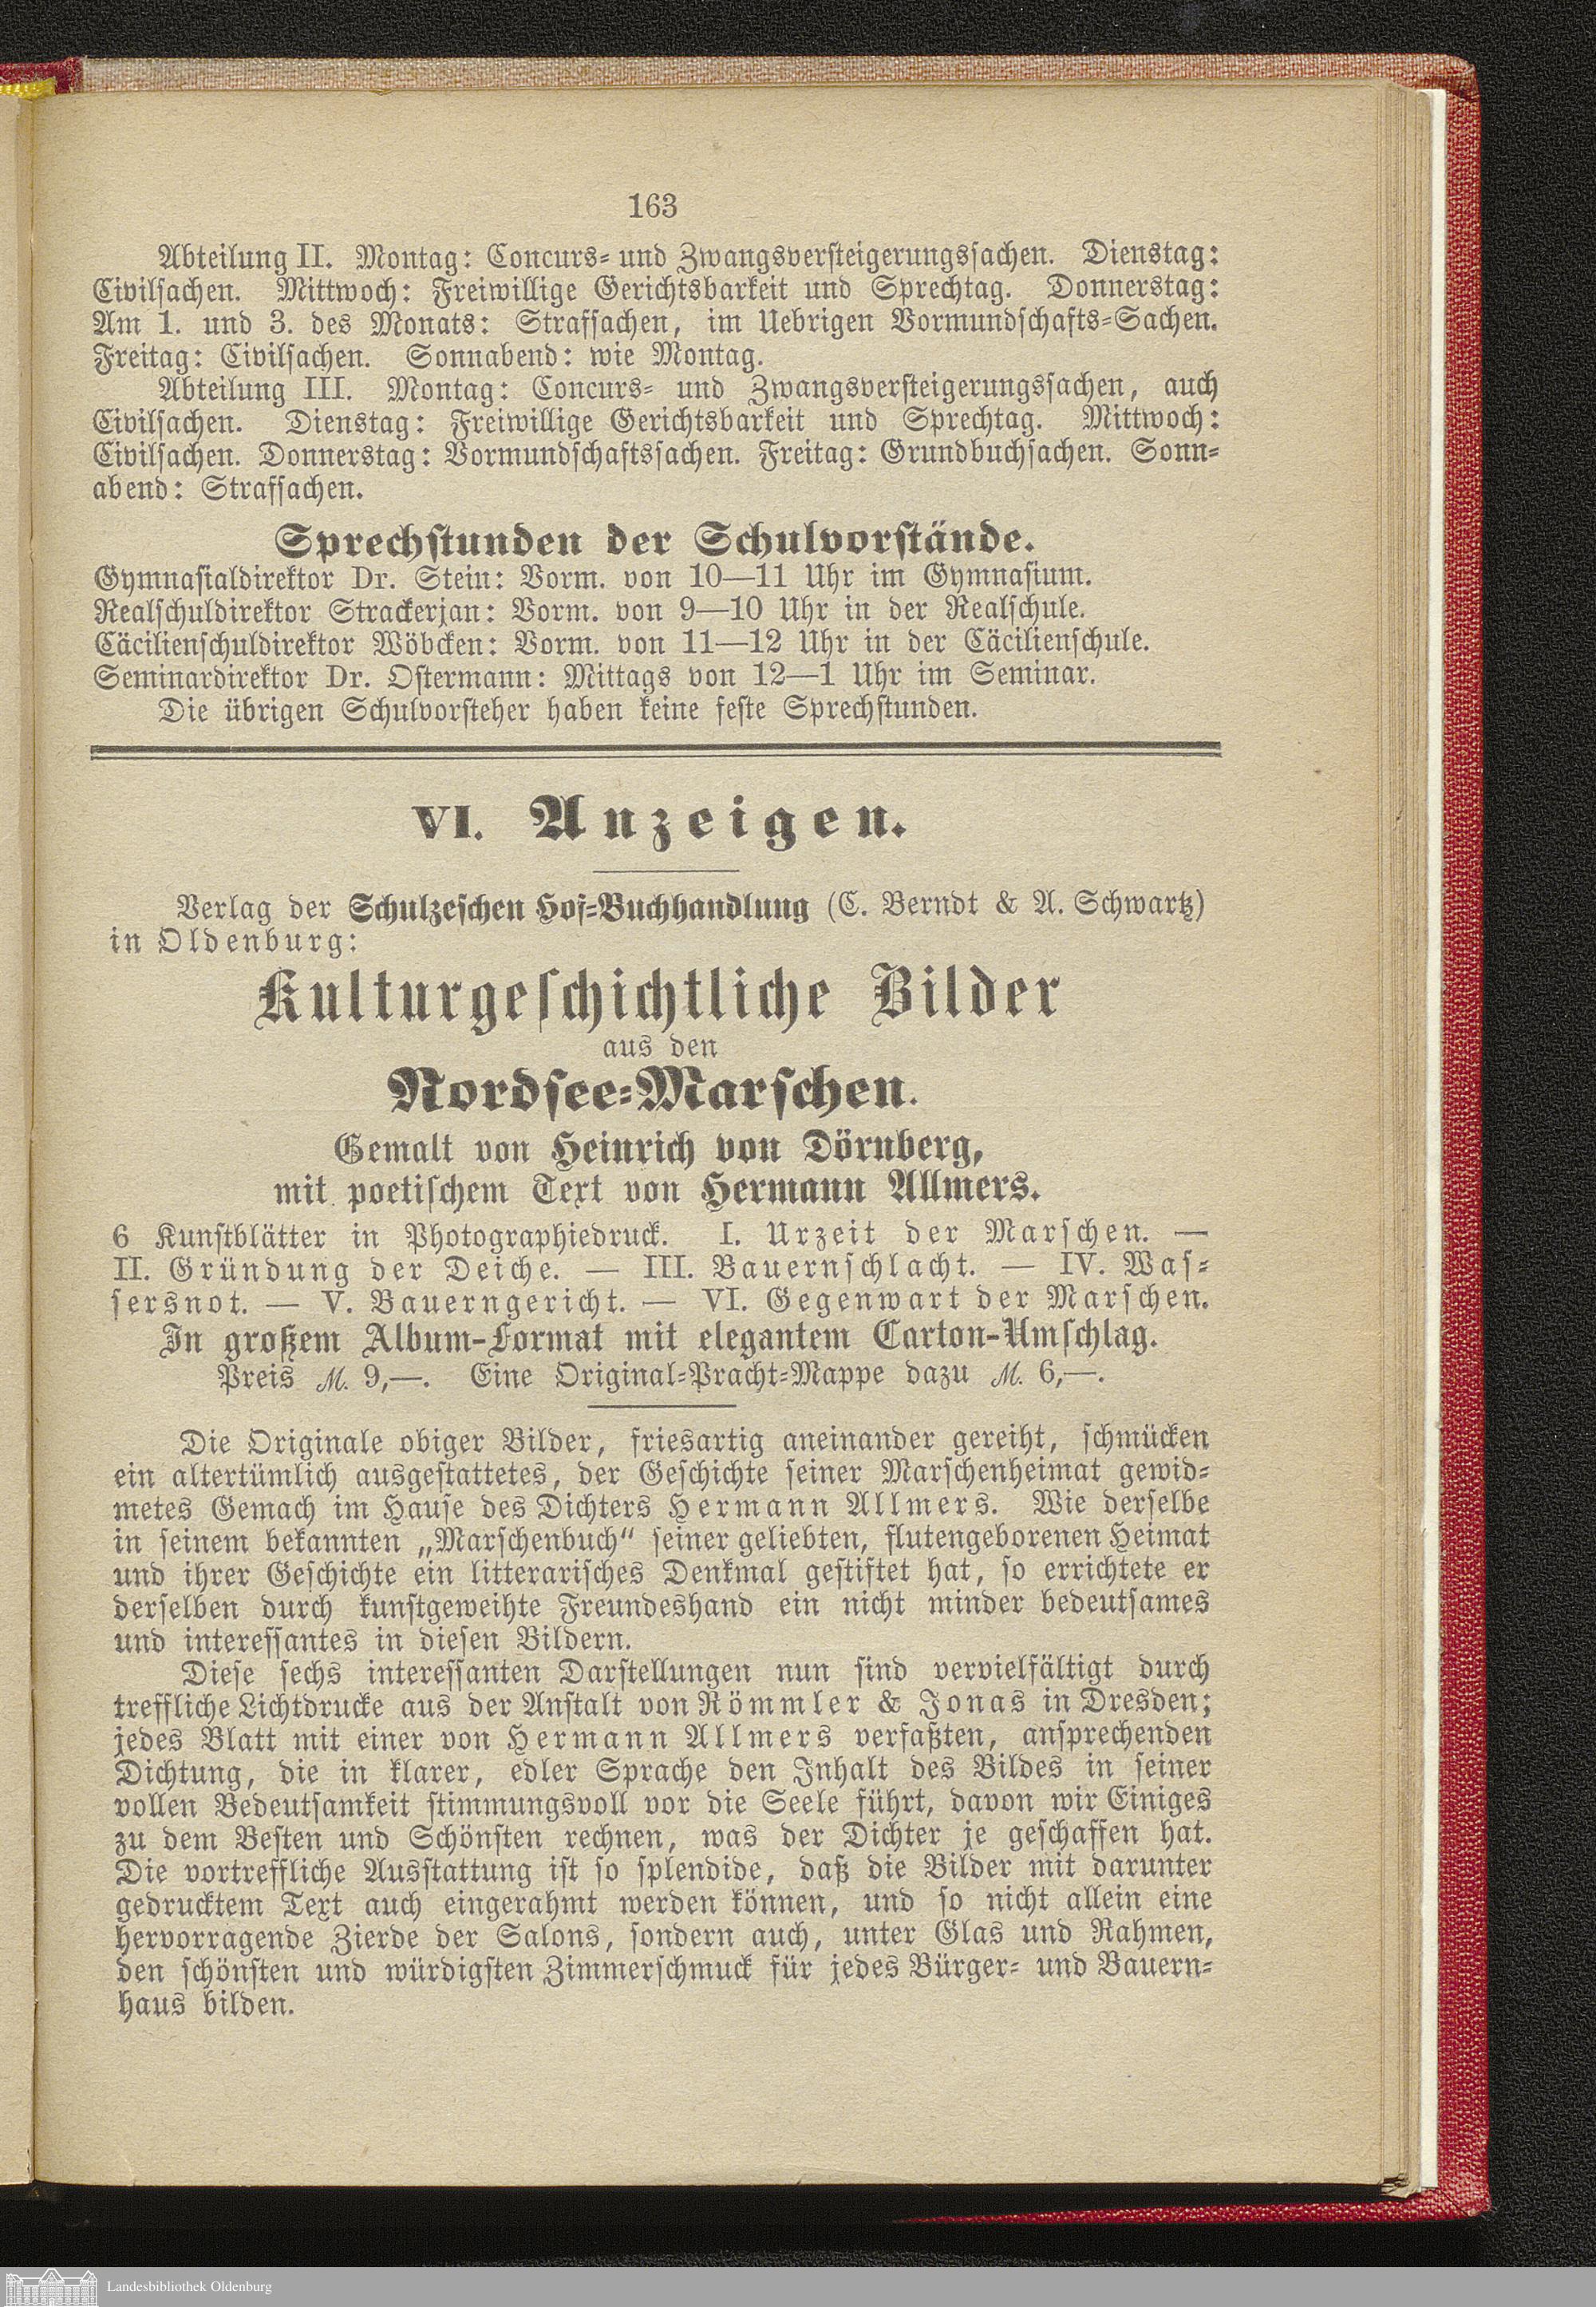 163
Abteilung II. Montag: Concurs- und Zwangsversteigerungssachen. Dienstag:
Civilsachen. Mittwoch: Freiwillige Gerichtsbarkeit und Sprechtag. Donnerstag:
Am 1. und 3. des Monats: Strafsachen, im Uebrigen Vormundschafts-Sachen.
Freitag: Civilsachen. Sonnabend: wie Montag.
Abteilung III. Montag: Concurs- und Zwangsversteigerungssachen, auch
Civilsachen. Dienstag: Freiwillige Gerichtsbarkeit und Sprechtag. Mittwoch:
Civilsachen. Donnerstag: Vormundschaftssachen. Freitag: Grundbuchsachen. Sonn-
abend: Strafsachen.
Sprechstunden der Schulvorstände.
Gymnasialdirektor Dr. Stein: Vorm. von 10—11 Uhr im Gymnasium.
Realschuldirektor Strackerjan: Vorm. von 9—10 Uhr in der Realschule.
Cäcilienschuldirektor Wöbcken: Vorm. von 11—12 Uhr in der Cäcilienschule.
Seminardirektor Dr. Ostermann: Mittags von 12—1 Uhr im Seminar.
Die übrigen Schulvorsteher haben keine feste Sprechstunden.
VI. Anzeigen.
Verlag der Schulzeschen Hof-Buchhandlung (C. Berndt & A. Schwartz)
in Oldenburg:
Kulturgeschichtliche Bilder
aus den
Nordsee-Marschen.
Gemalt von Heinrich von Dörnberg,
mit poetischem Text von Hermann Allmers.
6 Kunstblätter in Photographiedruck. I. Urzeit der Marschen. —
II. Gründung der Deiche. — III. Bauernschlacht. — IV. Was-
sersnot. — V. Bauerngericht. — VI. Gegenwart der Marschen.
In großem Album-Format mit elegantem Carton-Umschlag.
Preis M. 9,—. Eine Original-Pracht-Mappe dazu M. 6,—.
Die Originale obiger Bilder, friesartig aneinander gereiht, schmücken
ein altertümlich ausgestattetes, der Geschichte seiner Marschenheimat gewid-
metes Gemach im Hause des Dichters Hermann Allmers. Wie derselbe
in seinem bekannten „Marschenbuch“ seiner geliebten, flutengeborenen Heimat
und ihrer Geschichte ein litterarisches Denkmal gestiftet hat, so errichtete er
derselben durch kunstgeweihte Freundeshand ein nicht minder bedeutsames
und interessantes in diesen Bildern.
Diese sechs interessanten Darstellungen nun sind vervielfältigt durch
treffliche Lichtdrucke aus der Anstalt von Römmler & Jonas in Dresden;
jedes Blatt mit einer von Hermann Allmers verfaßten, ansprechenden
Dichtung, die in klarer, edler Sprache den Inhalt des Bildes in seiner
vollen Bedeutsamkeit stimmungsvoll vor die Seele führt, davon wir Einiges
zu dem Besten und Schönsten rechnen, was der Dichter je geschaffen hat.
Die vortreffliche Ausstattung ist so splendide, daß die Bilder mit darunter
gedrucktem Text auch eingerahmt werden können, und so nicht allein eine
hervorragende Zierde der Salons, sondern auch, unter Glas und Rahmen,
den schönsten und würdigsten Zimmerschmuck für jedes Bürger- und Bauern-
haus bilden.
Landesbibliothek Oldenburg